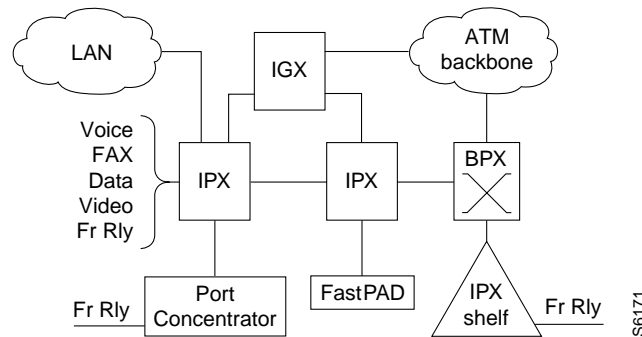 LAN
IGX
ATM
backbone
Voice
FAX
Data
Video
Fr Rly
IPX
IPX
BPX
Fr Rly
Port
Concentrator
FastPAD
IPX
shelf
Fr Rly
S6171